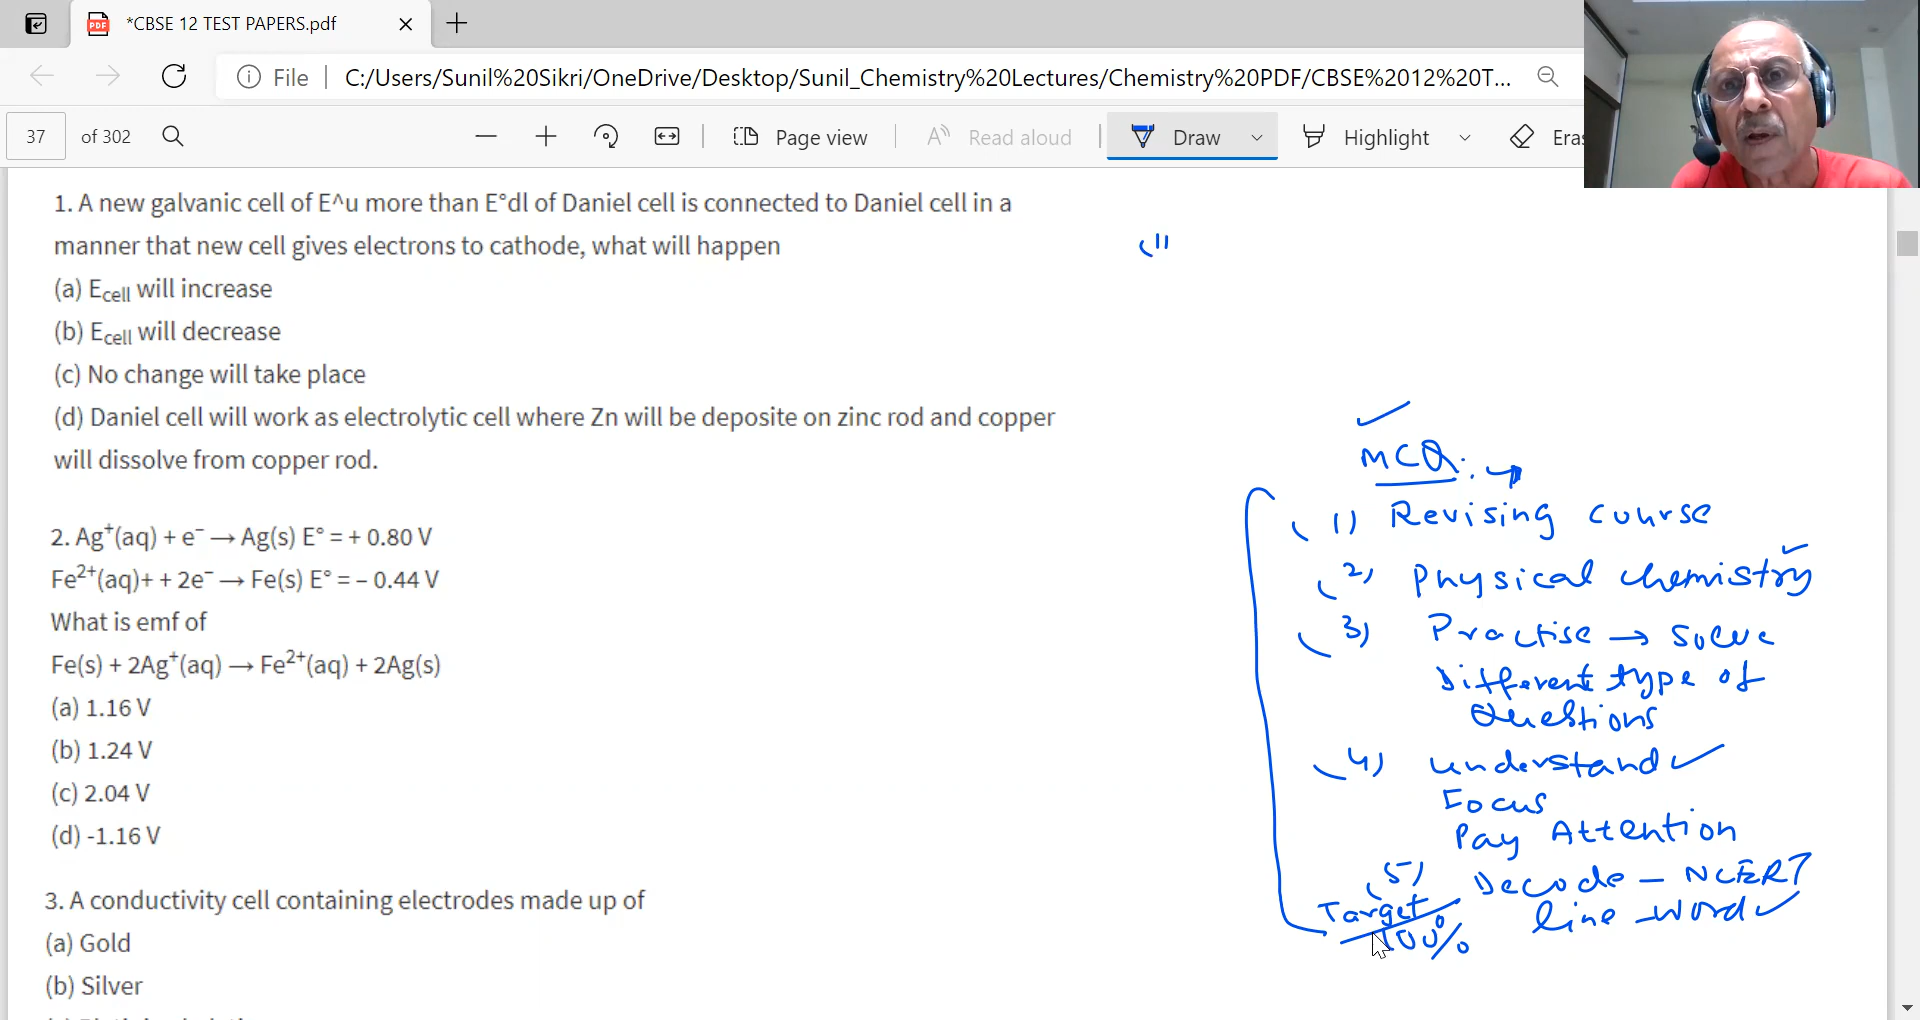 *CBSE 12 TEST PAPERS.pdf
File | C:/Users/Sunil%20Sikri/OneDrive/Desktop/Sunil_Chemistry%20Lectures/Chemistry%20PDF/CBSE%2012%20T...
37 of 302 Page view Read aloud Draw Highlight Eras
1. A new galvanic cell of E^u more than E°dl of Daniel cell is connected to Daniel cell in a
manner that new cell gives electrons to cathode, what will happen
(a) Ecell will increase
(b) Ecell will decrease
(c) No change will take place
(d) Daniel cell will work as electrolytic cell where Zn will be deposite on zinc rod and copper
will dissolve from copper rod.
2. Ag⁺(aq) + e⁻ → Ag(s) E° = + 0.80 V
Fe²⁺(aq)+ + 2e⁻ → Fe(s) E° = – 0.44 V
What is emf of
Fe(s) + 2Ag⁺(aq) → Fe²⁺(aq) + 2Ag(s)
(a) 1.16 V
(b) 1.24 V
(c) 2.04 V
(d) -1.16 V
3. A conductivity cell containing electrodes made up of
(a) Gold
(b) Silver
MCQ.
(1) Revising course
(2) Physical chemistry
(3) Practise → Solve
Different type of
Questions
(4) understand
Focus
Pay Attention
(5) Decode – NCERT
line – word
Target
100%